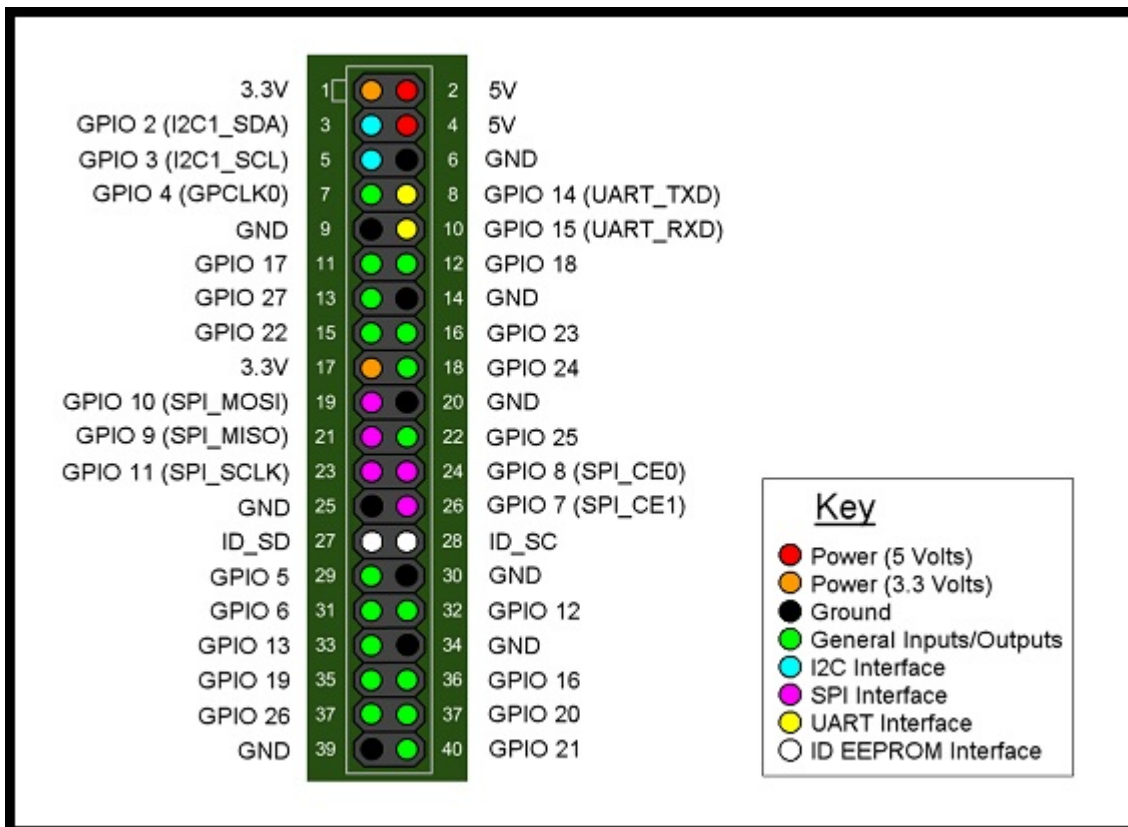 3.3V 1 2 5V
GPIO 2 (I2C1_SDA) 3 4 5V
GPIO 3 (I2C1_SCL) 5 6 GND
GPIO 4 (GPCLK0) 7 8 GPIO 14 (UART_TXD)
GND 9 10 GPIO 15 (UART_RXD)
GPIO 17 11 12 GPIO 18
GPIO 27 13 14 GND
GPIO 22 15 16 GPIO 23
3.3V 17 18 GPIO 24
GPIO 10 (SPI_MOSI) 19 20 GND
GPIO 9 (SPI_MISO) 21 22 GPIO 25
GPIO 11 (SPI_SCLK) 23 24 GPIO 8 (SPI_CE0)
GND 25 26 GPIO 7 (SPI_CE1)
ID_SD 27 28 ID_SC
GPIO 5 29 30 GND
GPIO 6 31 32 GPIO 12
GPIO 13 33 34 GND
GPIO 19 35 36 GPIO 16
GPIO 26 37 37 GPIO 20
GND 39 40 GPIO 21
Key
Power (5 Volts)
Power (3.3 Volts)
Ground
General Inputs/Outputs
I2C Interface
SPI Interface
UART Interface
ID EEPROM Interface